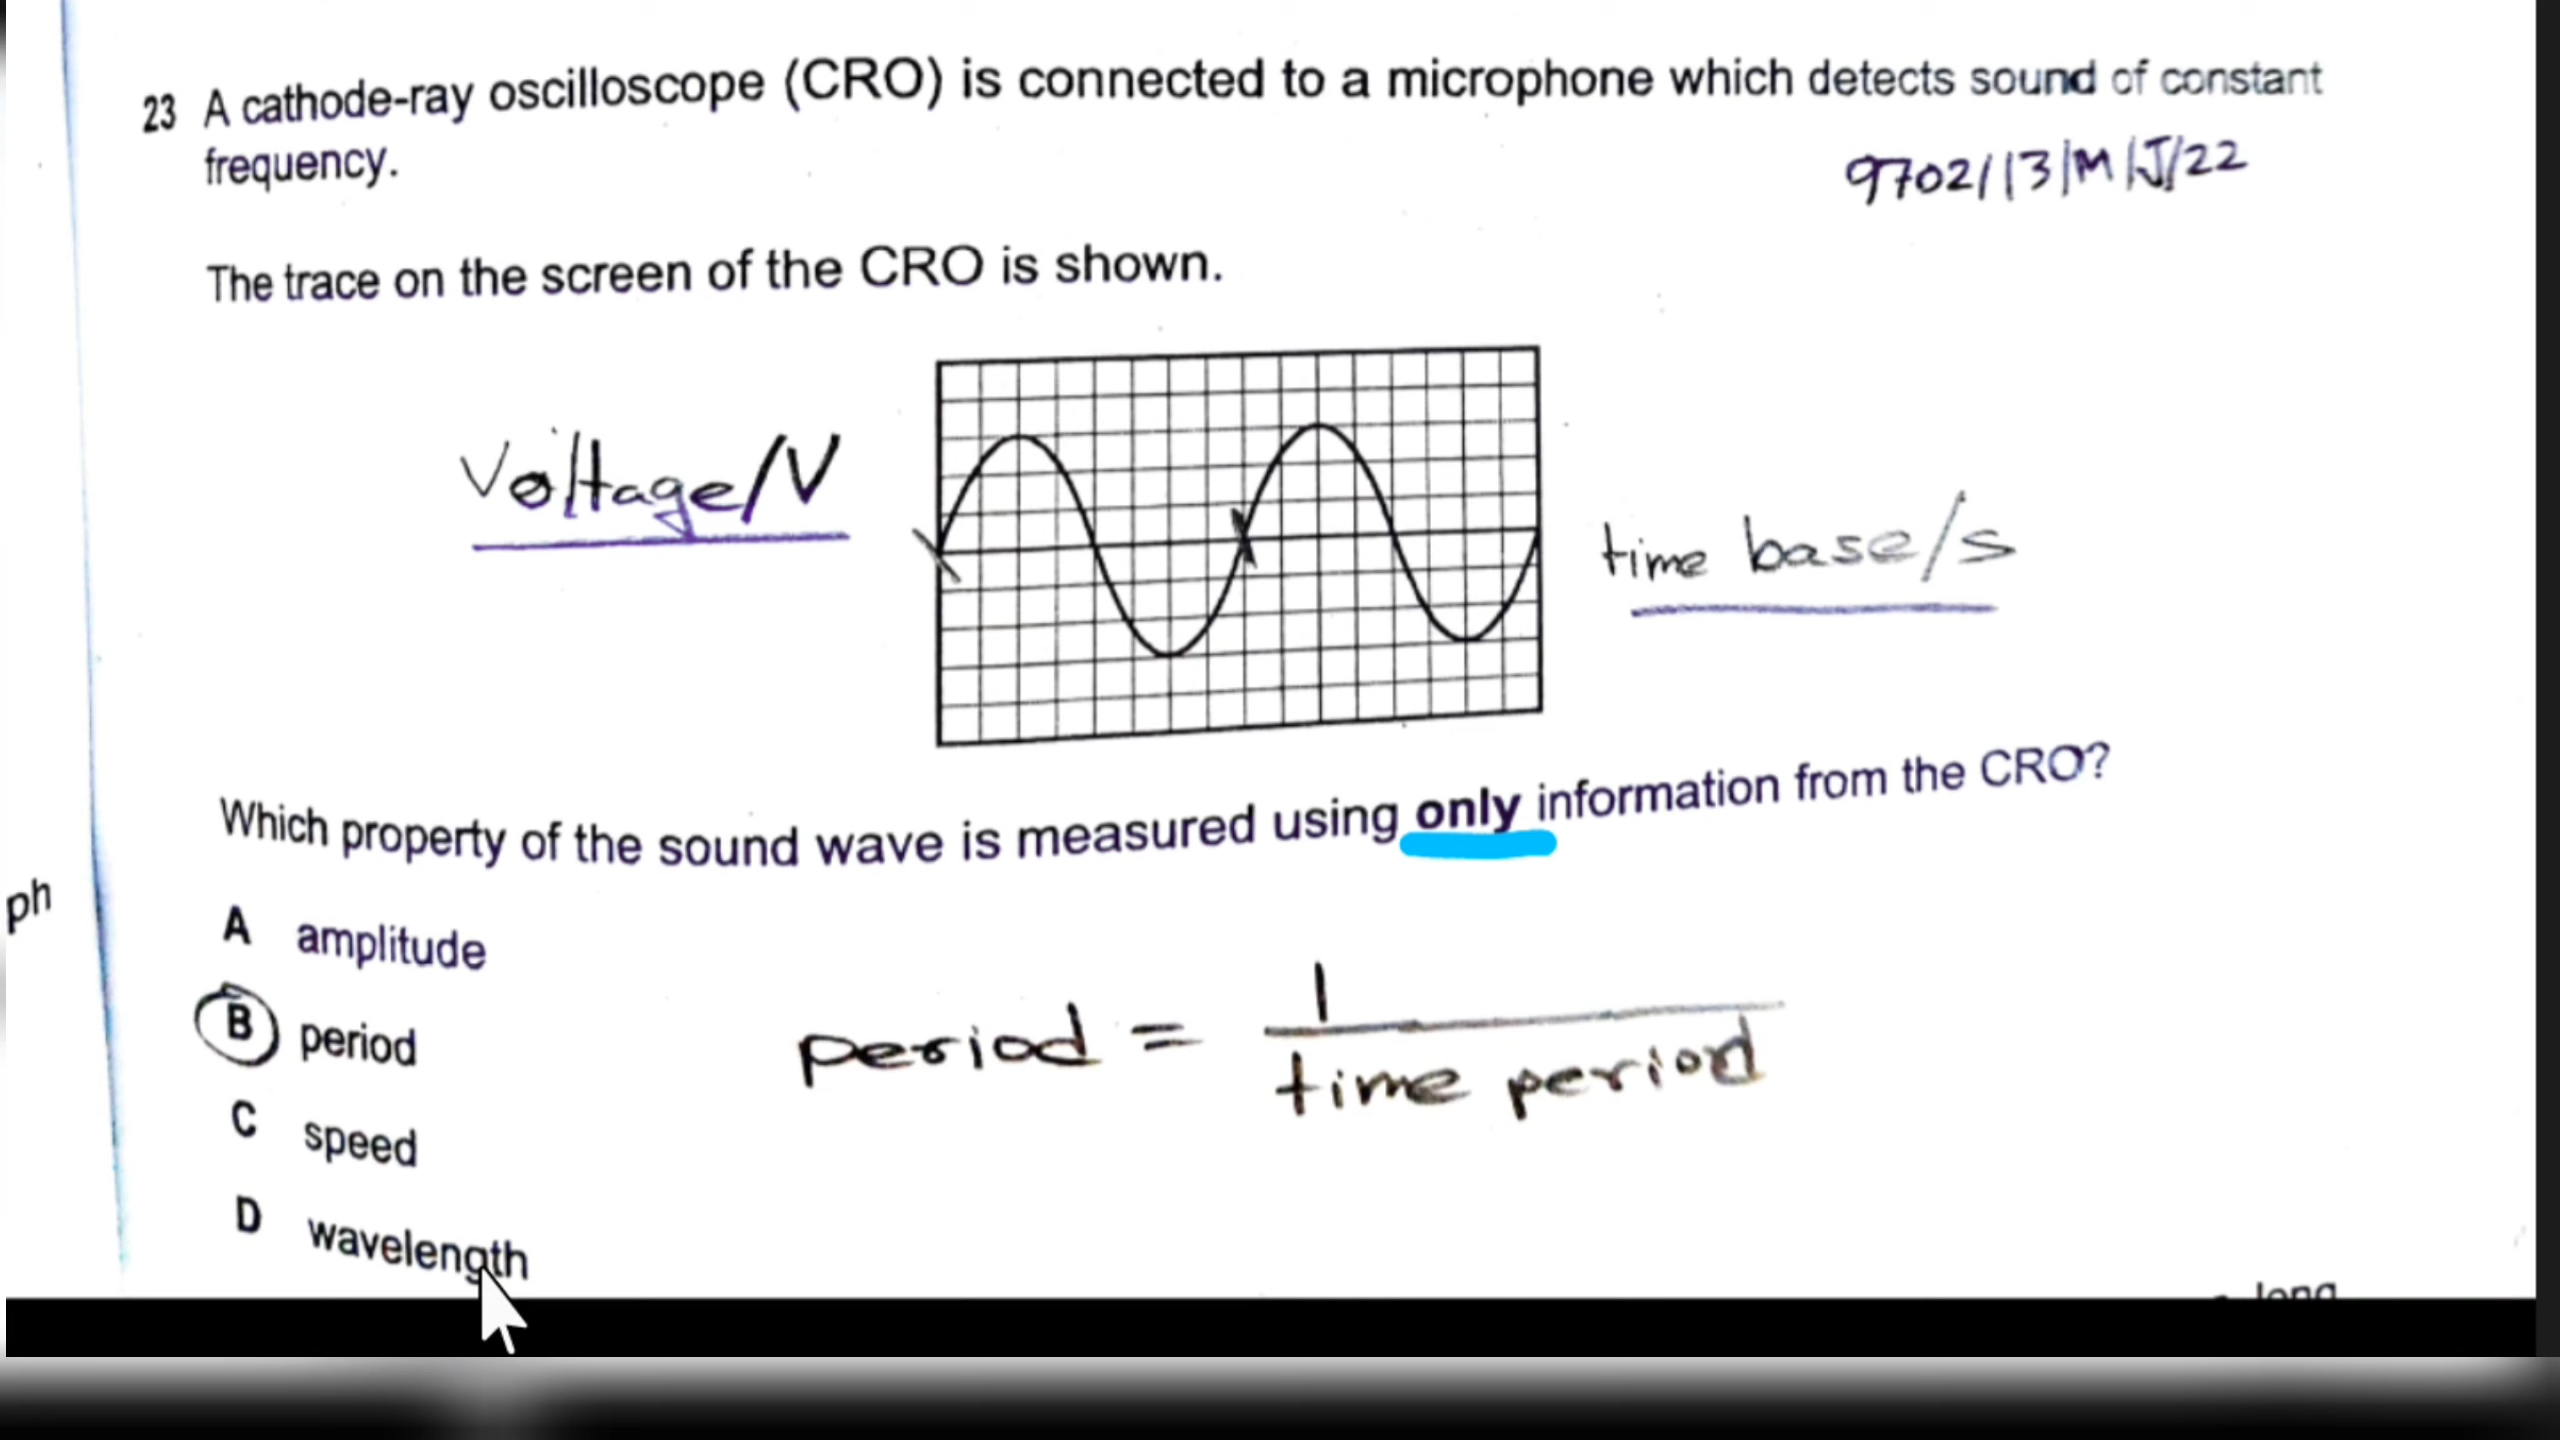 23 A cathode-ray oscilloscope (CRO) is connected to a microphone which detects sound of constant
frequency.
9702/13/M/J/22
The trace on the screen of the CRO is shown.
Voltage/V
time base/s
Which property of the sound wave is measured using only information from the CRO?
ph
A amplitude
B period
period = 1
time period
C speed
D wavelength